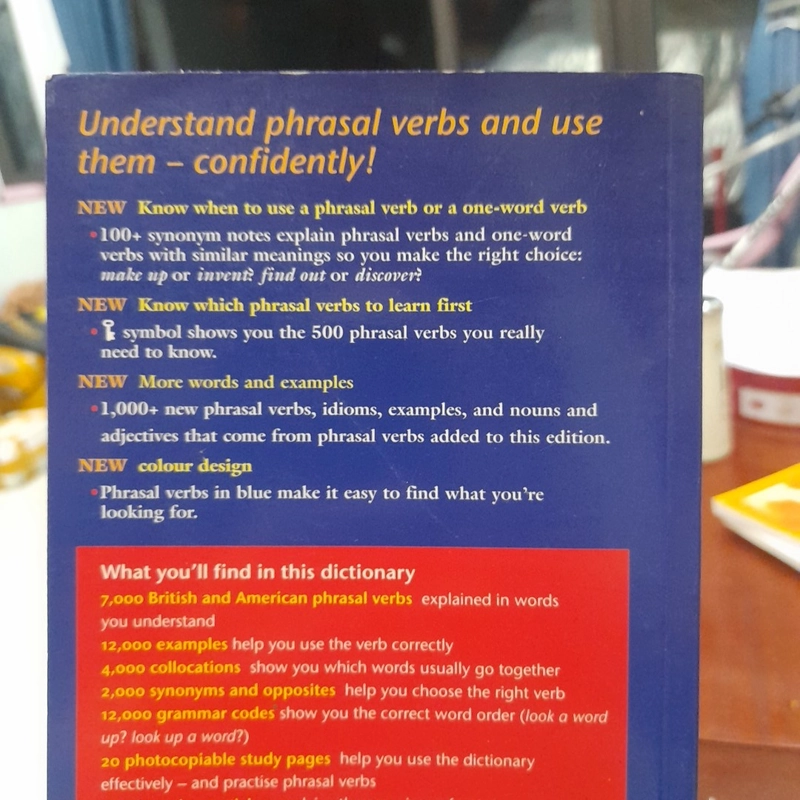 Understand phrasal verbs and use
them – confidently!
NEW Know when to use a phrasal verb or a one-word verb
•100+ synonym notes explain phrasal verbs and one-word
verbs with similar meanings so you make the right choice:
make up or invent? find out or discover?
NEW Know which phrasal verbs to learn first
• symbol shows you the 500 phrasal verbs you really
need to know.
NEW More words and examples
•1,000+ new phrasal verbs, idioms, examples, and nouns and
adjectives that come from phrasal verbs added to this edition.
NEW colour design
•Phrasal verbs in blue make it easy to find what you're
looking for.
What you'll find in this dictionary
7,000 British and American phrasal verbs explained in words
you understand
12,000 examples help you use the verb correctly
4,000 collocations show you which words usually go together
2,000 synonyms and opposites help you choose the right verb
12,000 grammar codes show you the correct word order (look a word
up? look up a word?)
20 photocopiable study pages help you use the dictionary
effectively – and practise phrasal verbs